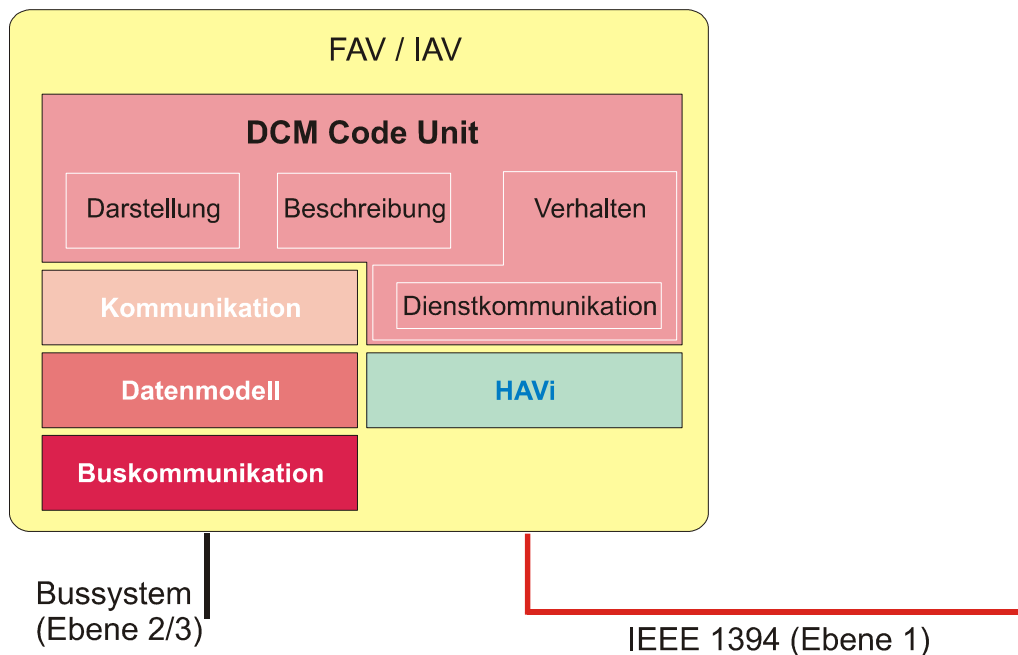 FAV / IAV
DCM Code Unit
Darstellung
Beschreibung
Verhalten
Kommunikation
Dienstkommunikation
Datenmodell
HAVi
Buskommunikation
Bussystem
(Ebene 2/3)
IEEE 1394 (Ebene 1)